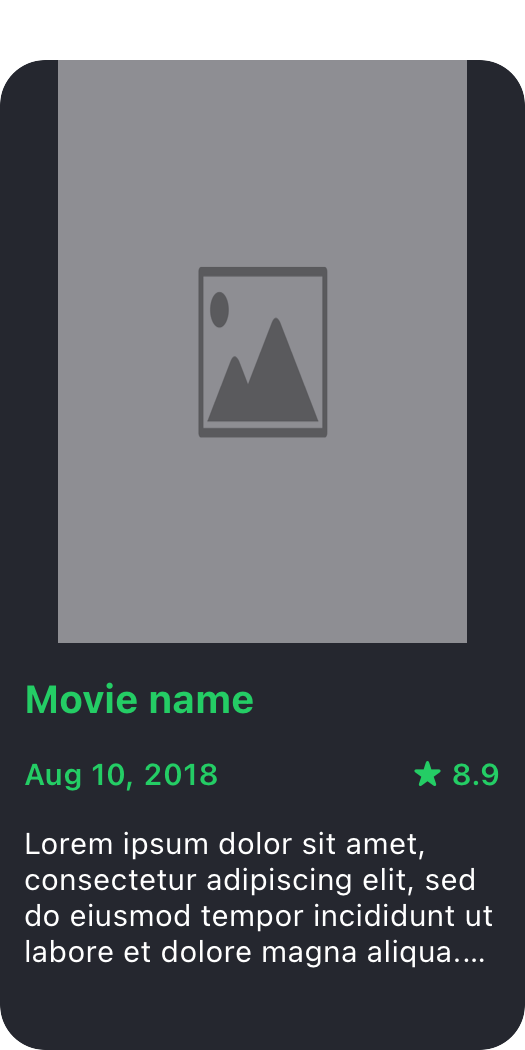 Movie name
Aug 10, 2018 ★ 8.9
Lorem ipsum dolor sit amet,
consectetur adipiscing elit, sed
do eiusmod tempor incididunt ut
labore et dolore magna aliqua....